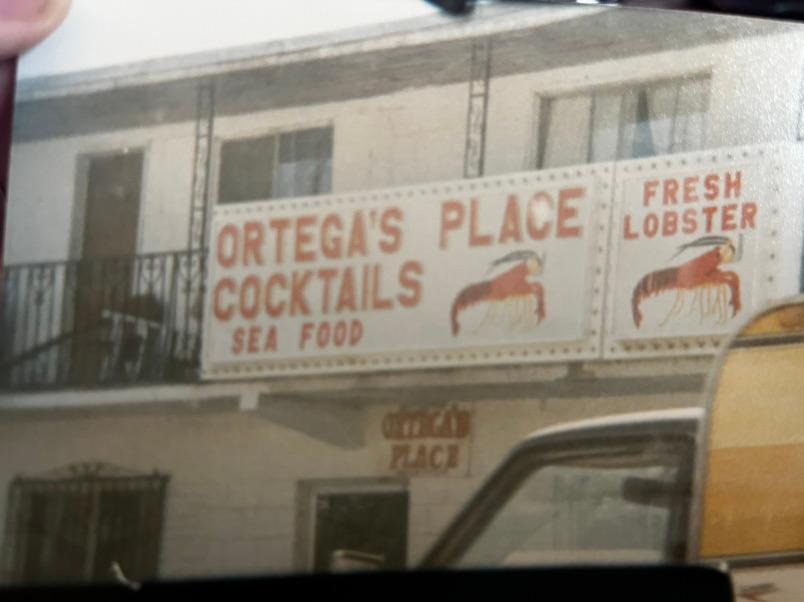 ORTEGA'S PLACE
COCKTAILS
SEA FOOD
FRESH
LOBSTER
ORTEGA'S
PLACE